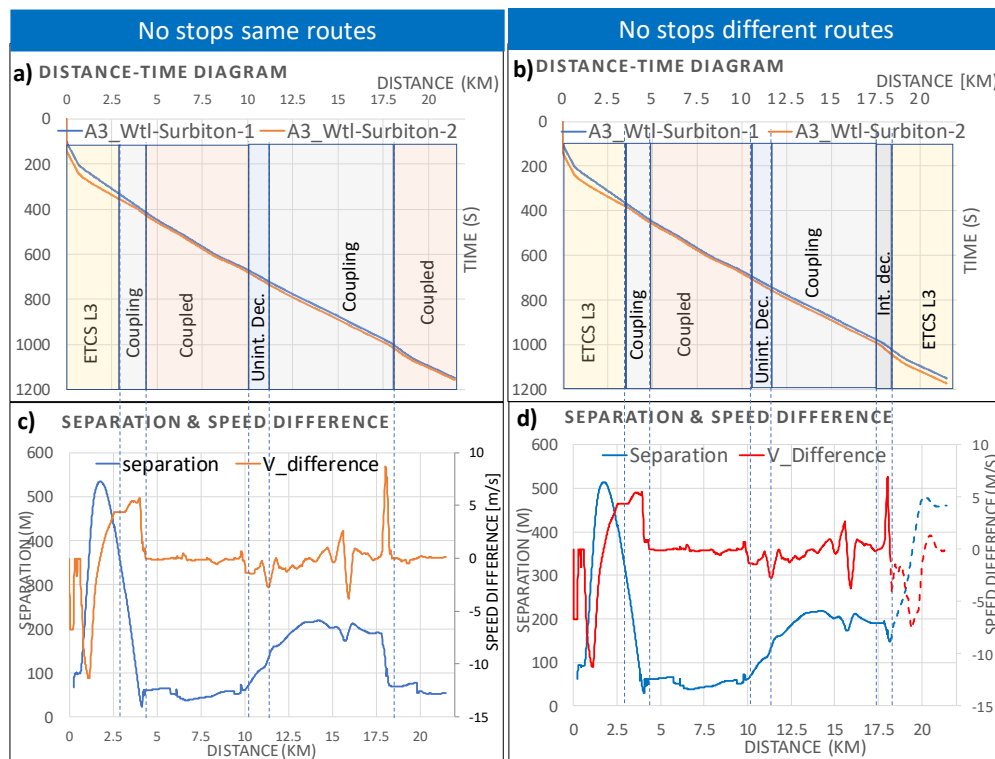 No stops same routes
No stops different routes
a) DISTANCE-TIME DIAGRAM
DISTANCE (KM)
0 2.5 5 7.5 10 12.5 15 17.5 20
0
200
400
600
800
1000
1200
A3_Wtl-Surbiton-1 A3_Wtl-Surbiton-2
TIME (S)
ETCS L3
Coupling
Coupled
Unint. Dec.
Coupling
Coupled
b) DISTANCE-TIME DIAGRAM
DISTANCE [KM)
0 2.5 5 7.5 10 12.5 15 17.5 20
0
200
400
600
800
1000
1200
A3_Wtl-Surbiton-1 A3_Wtl-Surbiton-2
TIME (S)
ETCS L3
Coupling
Coupled
Unint. Dec.
Coupling
Int. dec.
ETCS L3
c) SEPARATION & SPEED DIFFERENCE
separation V_difference
SEPARATION (M)
600
500
400
300
200
100
0
10
5
0
-5
-10
-15
SPEED DIFFERENCE [m/s]
0 2.5 5 7.5 10 12.5 15 17.5 20
DISTANCE (KM)
d) SEPARATION & SPEED DIFFERENCE
Separation V_Difference
SEPARATION (M)
600
500
400
300
200
100
0
10
5
0
-5
-10
-15
SPEED DIFFERENCE (M/S)
0 2.5 5 7.5 10 12.5 15 17.5 20
DISTANCE (KM)